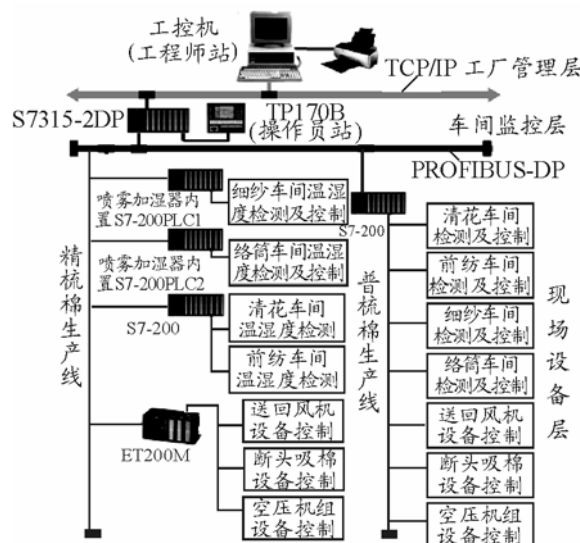 工控机
(工程师站)
TCP/IP 工厂管理层
S7315-2DP
TP170B
(操作员站)
车间监控层
PROFIBUS-DP
喷雾加湿器内
置S7-200PLC1
细纱车间温湿
度检测及控制
喷雾加湿器内
置S7-200PLC2
络筒车间温湿
度检测及控制
S7-200
清花车间
温湿度检测
前纺车间
温湿度检测
精梳棉生产线
ET200M
送回风机
设备控制
断头吸棉
设备控制
空压机组
设备控制
S7-200
普梳棉生产线
清花车间
检测及控制
前纺车间
检测及控制
细纱车间
检测及控制
络筒车间
检测及控制
送回风机
设备控制
断头吸棉
设备控制
空压机组
设备控制
现场设备层